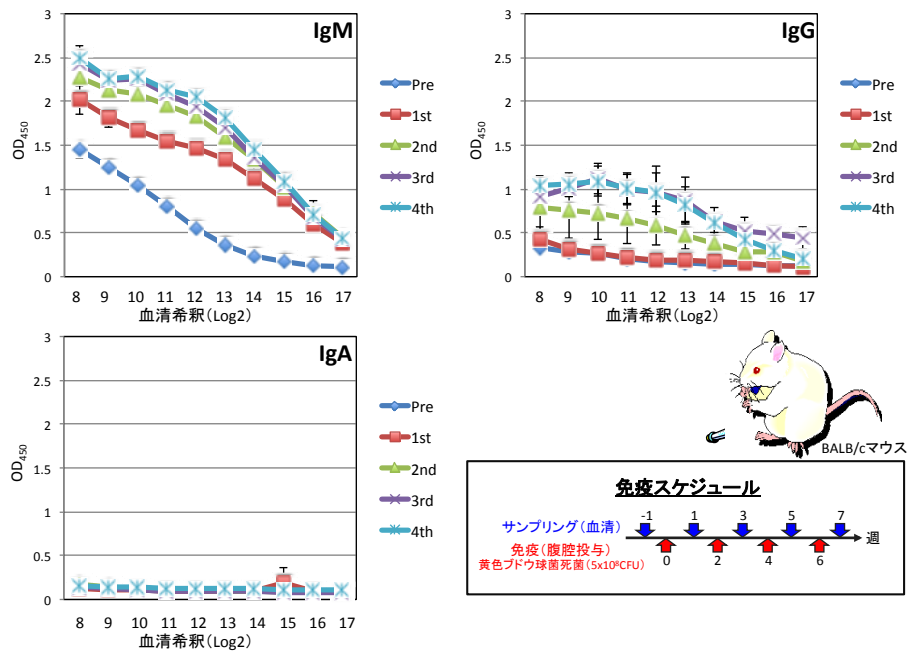 IgM
3
2.5
2
1.5
1
0.5
0
OD450
8 9 10 11 12 13 14 15 16 17
血清希釈(Log2)
Pre
1st
2nd
3rd
4th
IgG
3
2.5
2
1.5
1
0.5
0
OD450
8 9 10 11 12 13 14 15 16 17
血清希釈(Log2)
Pre
1st
2nd
3rd
4th
IgA
3
2.5
2
1.5
1
0.5
0
OD450
8 9 10 11 12 13 14 15 16 17
血清希釈(Log2)
Pre
1st
2nd
3rd
4th
BALB/cマウス
免疫スケジュール
-1 1 3 5 7
サンプリング(血清)
週
免疫(腹腔投与)
黄色ブドウ球菌死菌(5x10⁸CFU)
0 2 4 6